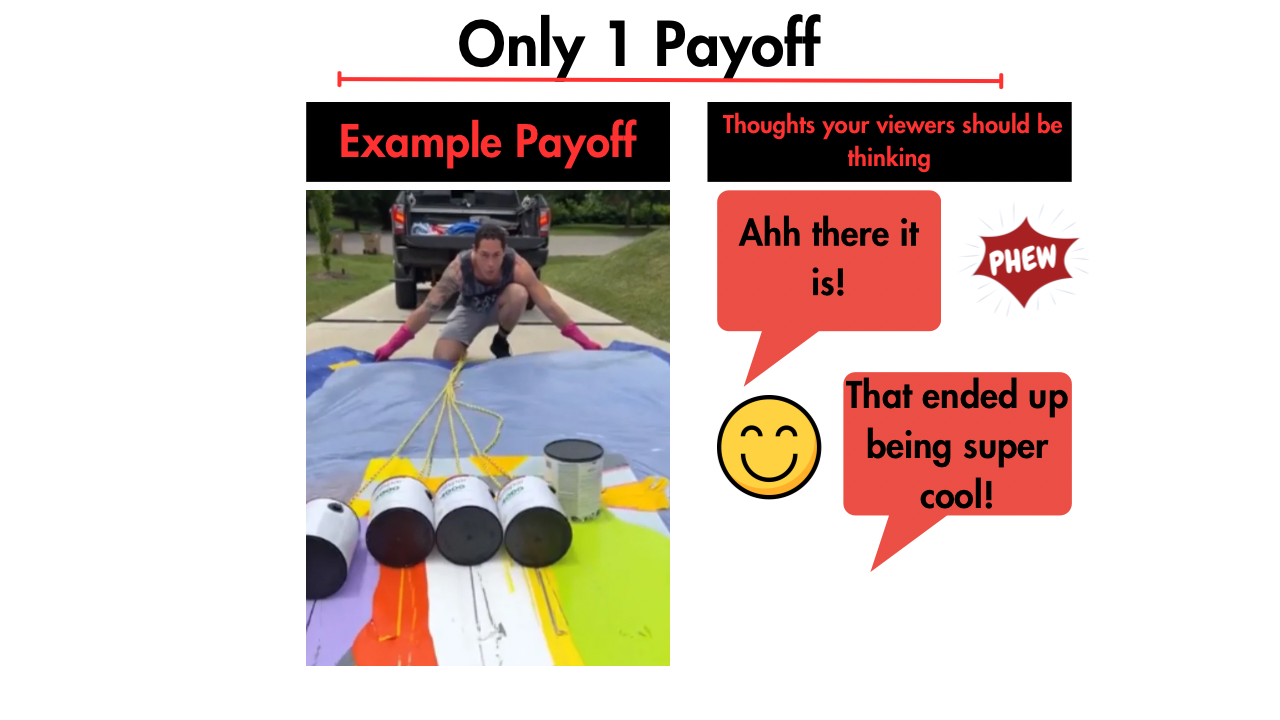 Only 1 Payoff
Example Payoff
Thoughts your viewers should be
thinking
Ahh there it
is!
PHEW
That ended up
being super
cool!